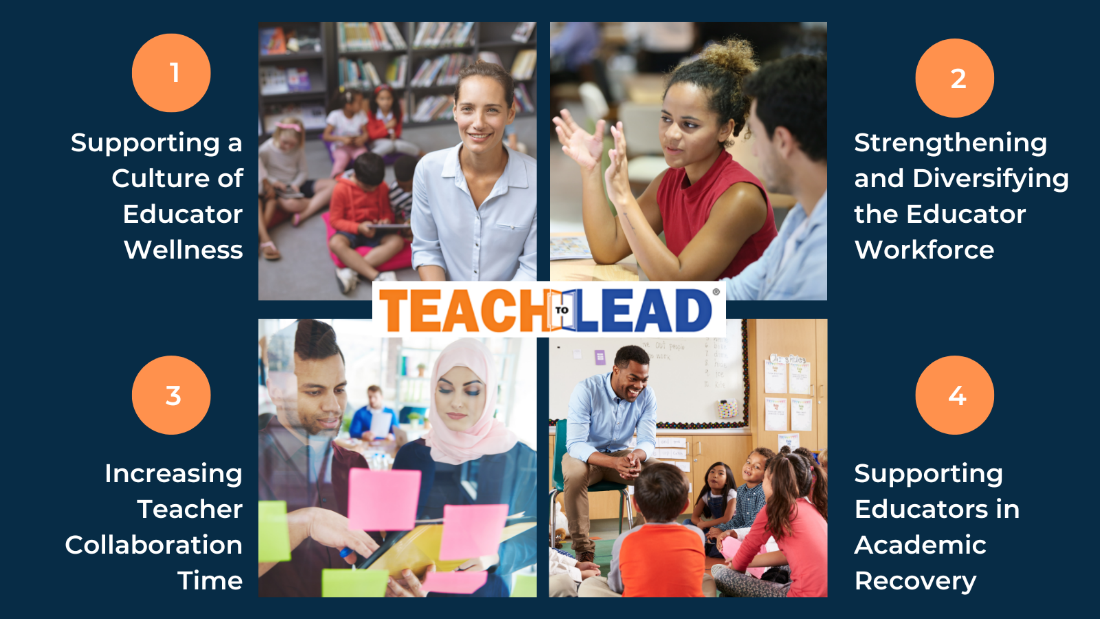 1
Supporting a
Culture of
Educator
Wellness
2
Strengthening
and Diversifying
the Educator
Workforce
TEACH TO LEAD®
3
Increasing
Teacher
Collaboration
Time
4
Supporting
Educators in
Academic
Recovery